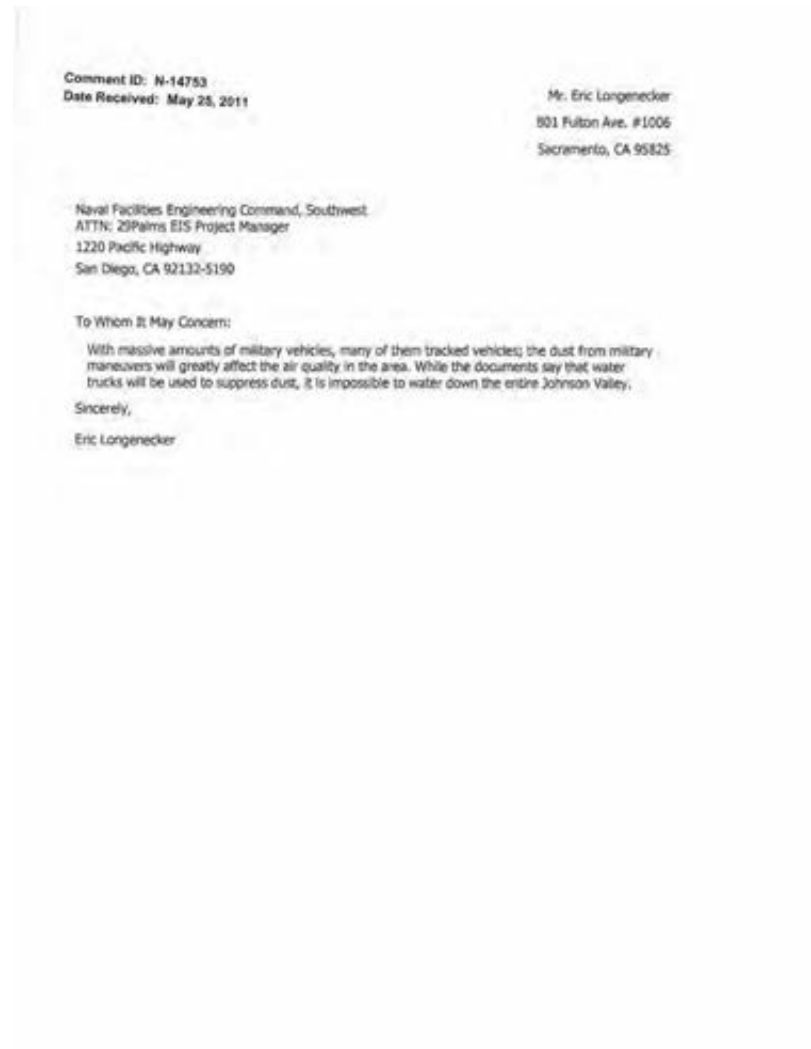 Comment ID: N-14753
Date Received: May 25, 2011
Mr. Eric Longenecker
801 Fulton Ave. #1006
Sacramento, CA 95825
Naval Facilities Engineering Command, Southwest
ATTN: 29Palms EIS Project Manager
1220 Pacific Highway
San Diego, CA 92132-5190
To Whom It May Concern:
With massive amounts of military vehicles, many of them tracked vehicles; the dust from military
maneuvers will greatly affect the air quality in the area. While the documents say that water
trucks will be used to suppress dust, it is impossible to water down the entire Johnson Valley.
Sincerely,
Eric Longenecker